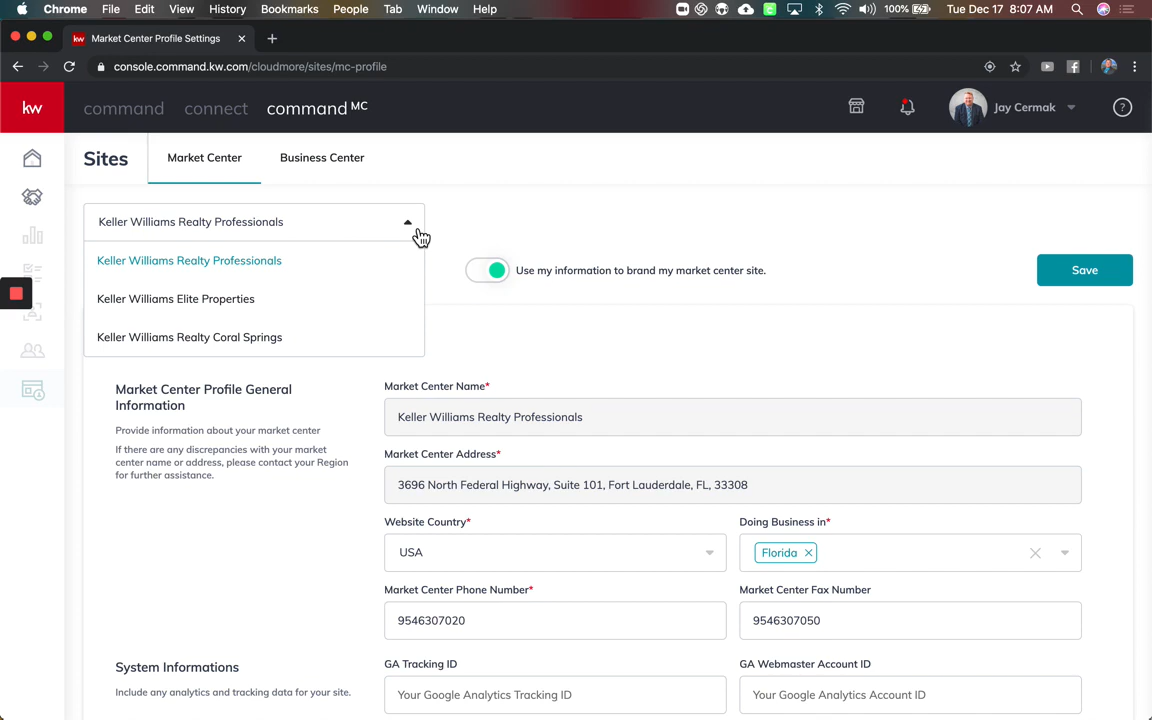 Chrome File Edit View History Bookmarks People Tab Window Help 100% Tue Dec 17 8:07 AM
kw Market Center Profile Settings
console.command.kw.com/cloudmore/sites/mc-profile
kw command connect command MC Jay Cermak ?
Sites Market Center Business Center
Keller Williams Realty Professionals
Keller Williams Realty Professionals
Use my information to brand my market center site. Save
Keller Williams Elite Properties
Keller Williams Realty Coral Springs
Market Center Profile General
Information
Provide information about your market center
If there are any discrepancies with your market
center name or address, please contact your Region
for further assistance.
Market Center Name*
Keller Williams Realty Professionals
Market Center Address*
3696 North Federal Highway, Suite 101, Fort Lauderdale, FL, 33308
Website Country* Doing Business in*
USA Florida
Market Center Phone Number* Market Center Fax Number
9546307020 9546307050
System Informations
Include any analytics and tracking data for your site.
GA Tracking ID GA Webmaster Account ID
Your Google Analytics Tracking ID Your Google Analytics Account ID